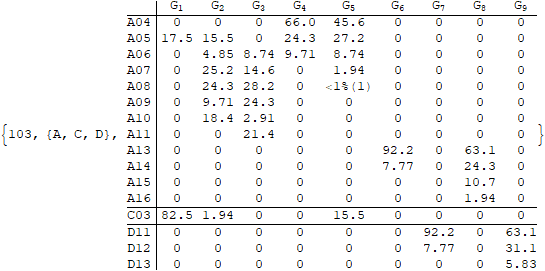 G1 G2 G3 G4 G5 G6 G7 G8 G9
A04 0 0 0 66.0 45.6 0 0 0 0
A05 17.5 15.5 0 24.3 27.2 0 0 0 0
A06 0 4.85 8.74 9.71 8.74 0 0 0 0
A07 0 25.2 14.6 0 1.94 0 0 0 0
A08 0 24.3 28.2 0 <1%(1) 0 0 0 0
A09 0 9.71 24.3 0 0 0 0 0 0
A10 0 18.4 2.91 0 0 0 0 0 0
{103, {A, C, D}, A11 0 0 21.4 0 0 0 0 0 0 }
A13 0 0 0 0 0 92.2 0 63.1 0
A14 0 0 0 0 0 7.77 0 24.3 0
A15 0 0 0 0 0 0 0 10.7 0
A16 0 0 0 0 0 0 0 1.94 0
C03 82.5 1.94 0 0 15.5 0 0 0 0
D11 0 0 0 0 0 0 92.2 0 63.1
D12 0 0 0 0 0 0 7.77 0 31.1
D13 0 0 0 0 0 0 0 0 5.83